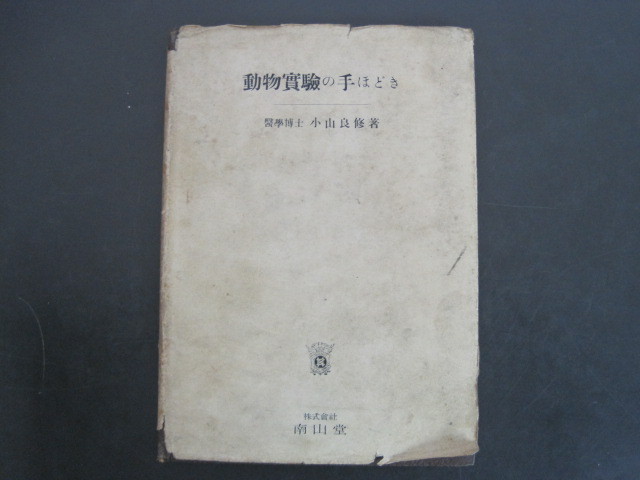 動物實驗の手ほどき
醫學博士 小山良修著
株式會社
南山堂